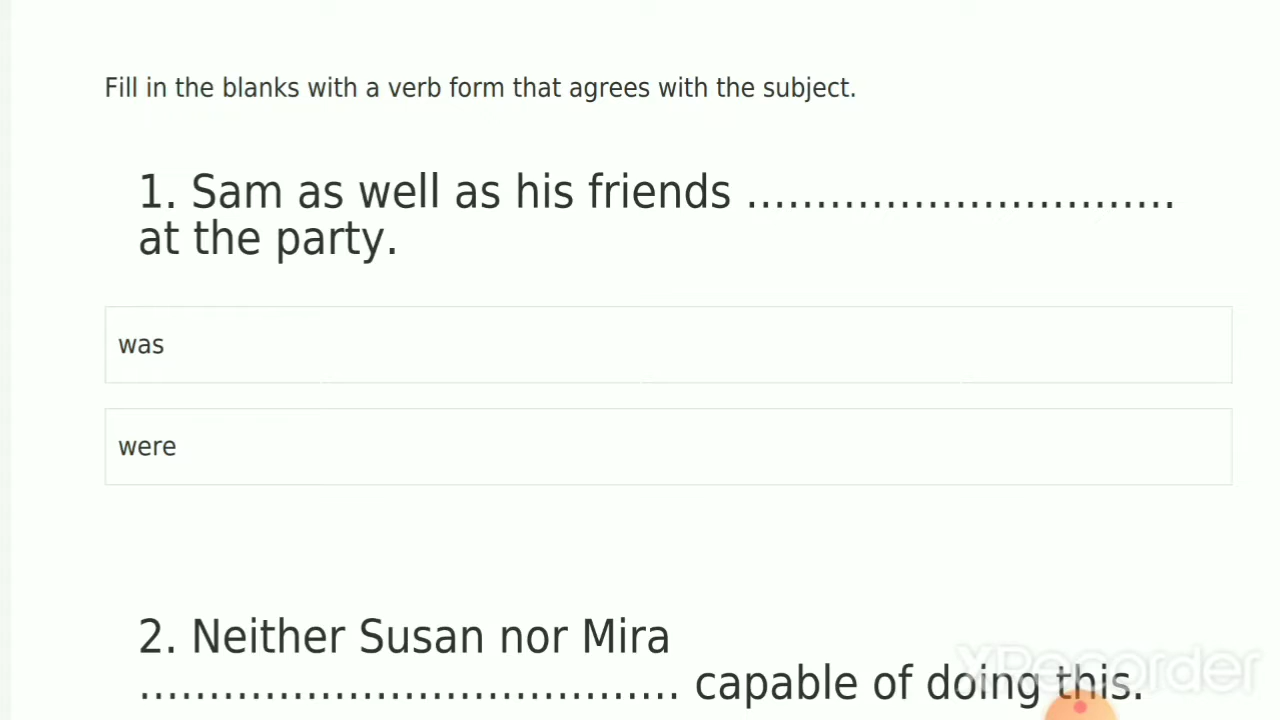 Fill in the blanks with a verb form that agrees with the subject.
1. Sam as well as his friends ...............................
at the party.
was
were
2. Neither Susan nor Mira
....................................... capable of doing this.
XRecorder